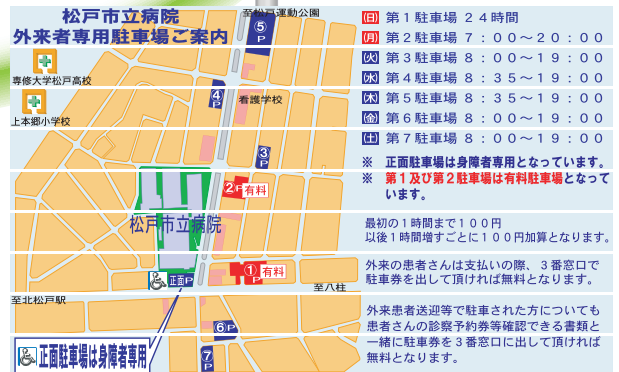 松戸市立病院
外来者専用駐車場ご案内
至松戸運動公園
⑤
P
専修大学松戸高校
上本郷小学校
④
P
看護学校
③
P
②P
有料
松戸市立病院
①P
有料
正面P
至八柱
至北松戸駅
⑥P
⑦
P
正面駐車場は身障者専用
(日) 第1駐車場 24時間
(月) 第2駐車場 7:00〜20:00
(火) 第3駐車場 8:00〜19:00
(水) 第4駐車場 8:35〜19:00
(木) 第5駐車場 8:35〜19:00
(金) 第6駐車場 8:00〜19:00
(土) 第7駐車場 8:00〜19:00
※ 正面駐車場は身障者専用となっています。
※ 第1及び第2駐車場は有料駐車場となって
います。
最初の1時間まで100円
以後1時間増すごとに100円加算となります。
外来の患者さんは支払いの際、3番窓口で
駐車券を出して頂ければ無料となります。
外来患者送迎等で駐車された方についても
患者さんの診察予約券等確認できる書類と
一緒に駐車券を3番窓口に出して頂ければ
無料となります。